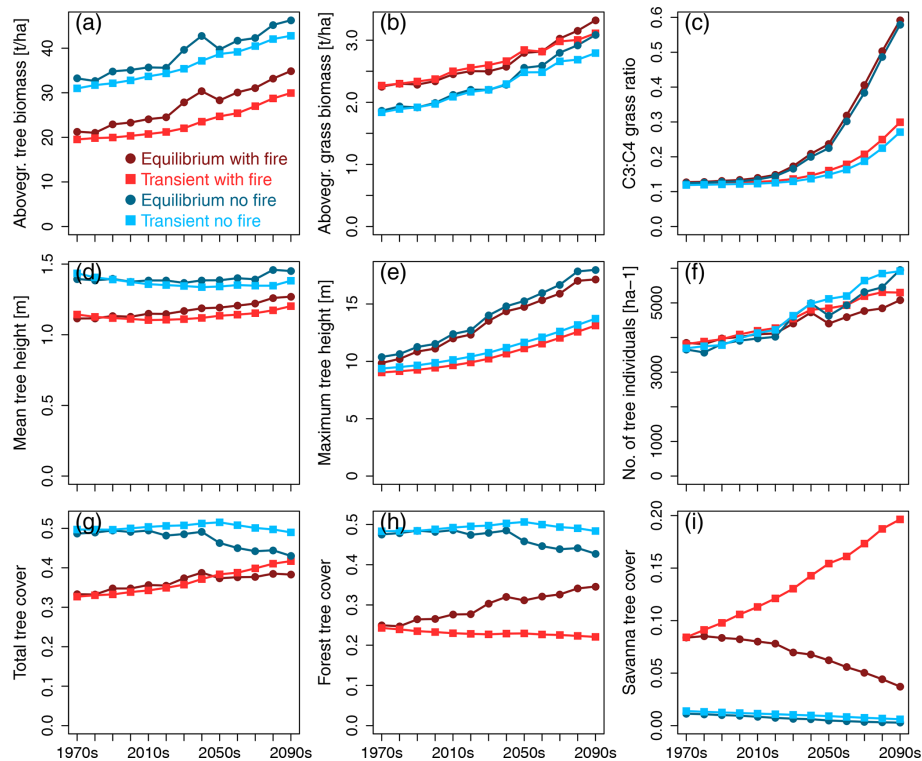 (a)
Abovegr. tree biomass [t/ha]
0 10 20 30 40
Equilibrium with fire
Transient with fire
Equilibrium no fire
Transient no fire
(b)
Abovegr. grass biomass [t/ha]
0.0 1.0 2.0 3.0
(c)
C3:C4 grass ratio
0.0 0.1 0.2 0.3 0.4 0.5 0.6
(d)
Mean tree height [m]
0.0 0.5 1.0 1.5
(e)
Maximum tree height [m]
0 5 10 15
(f)
No. of tree individuals [ha−1]
0 1000 3000 5000
(g)
Total tree cover
0.0 0.1 0.2 0.3 0.4 0.5
1970s 2010s 2050s 2090s
(h)
Forest tree cover
0.0 0.1 0.2 0.3 0.4 0.5
1970s 2010s 2050s 2090s
(i)
Savanna tree cover
0.00 0.05 0.10 0.15 0.20
1970s 2010s 2050s 2090s